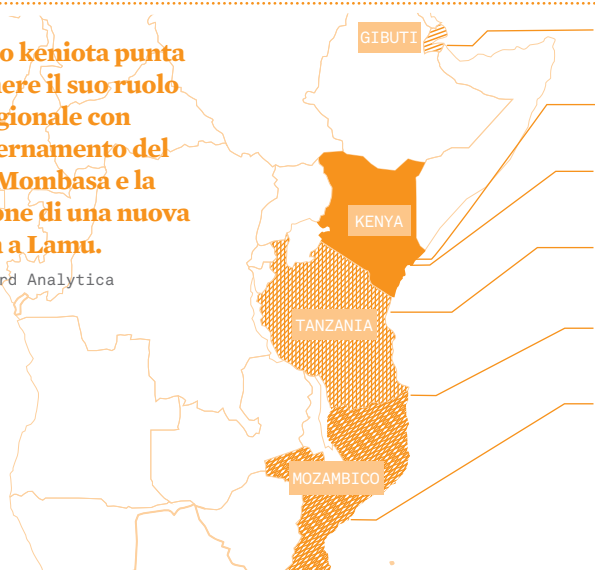 o keniota punta
ere il suo ruolo
gionale con
ernamento del
Mombasa e la
one di una nuova
a Lamu.
rd Analytica
GIBUTI
KENYA
TANZANIA
MOZAMBICO